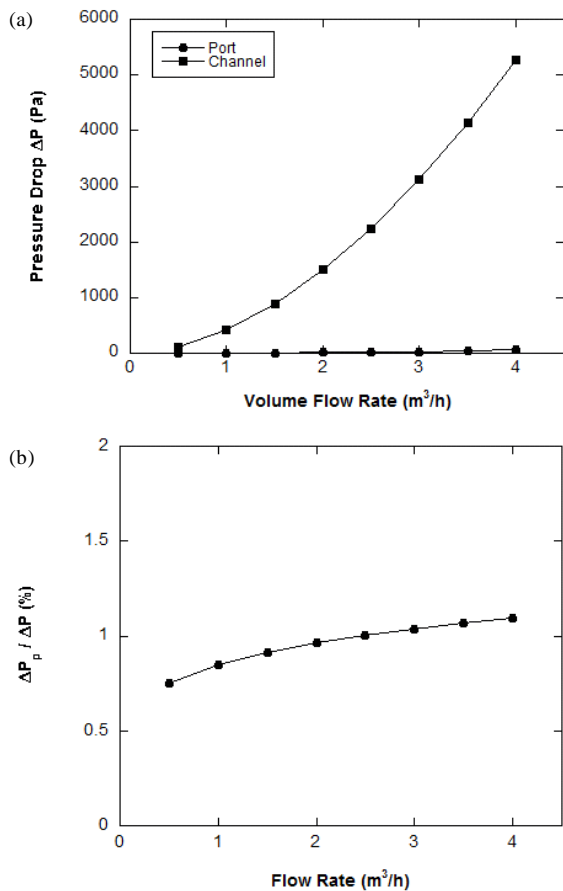 (a)
6000
5000
4000
3000
2000
1000
0
Port
Channel
Pressure Drop ΔP (Pa)
0 1 2 3 4 5
Volume Flow Rate (m³/h)
(b)
2
1.5
1
0.5
0
ΔPₚ / ΔP (%)
0 1 2 3 4 5
Flow Rate (m³/h)